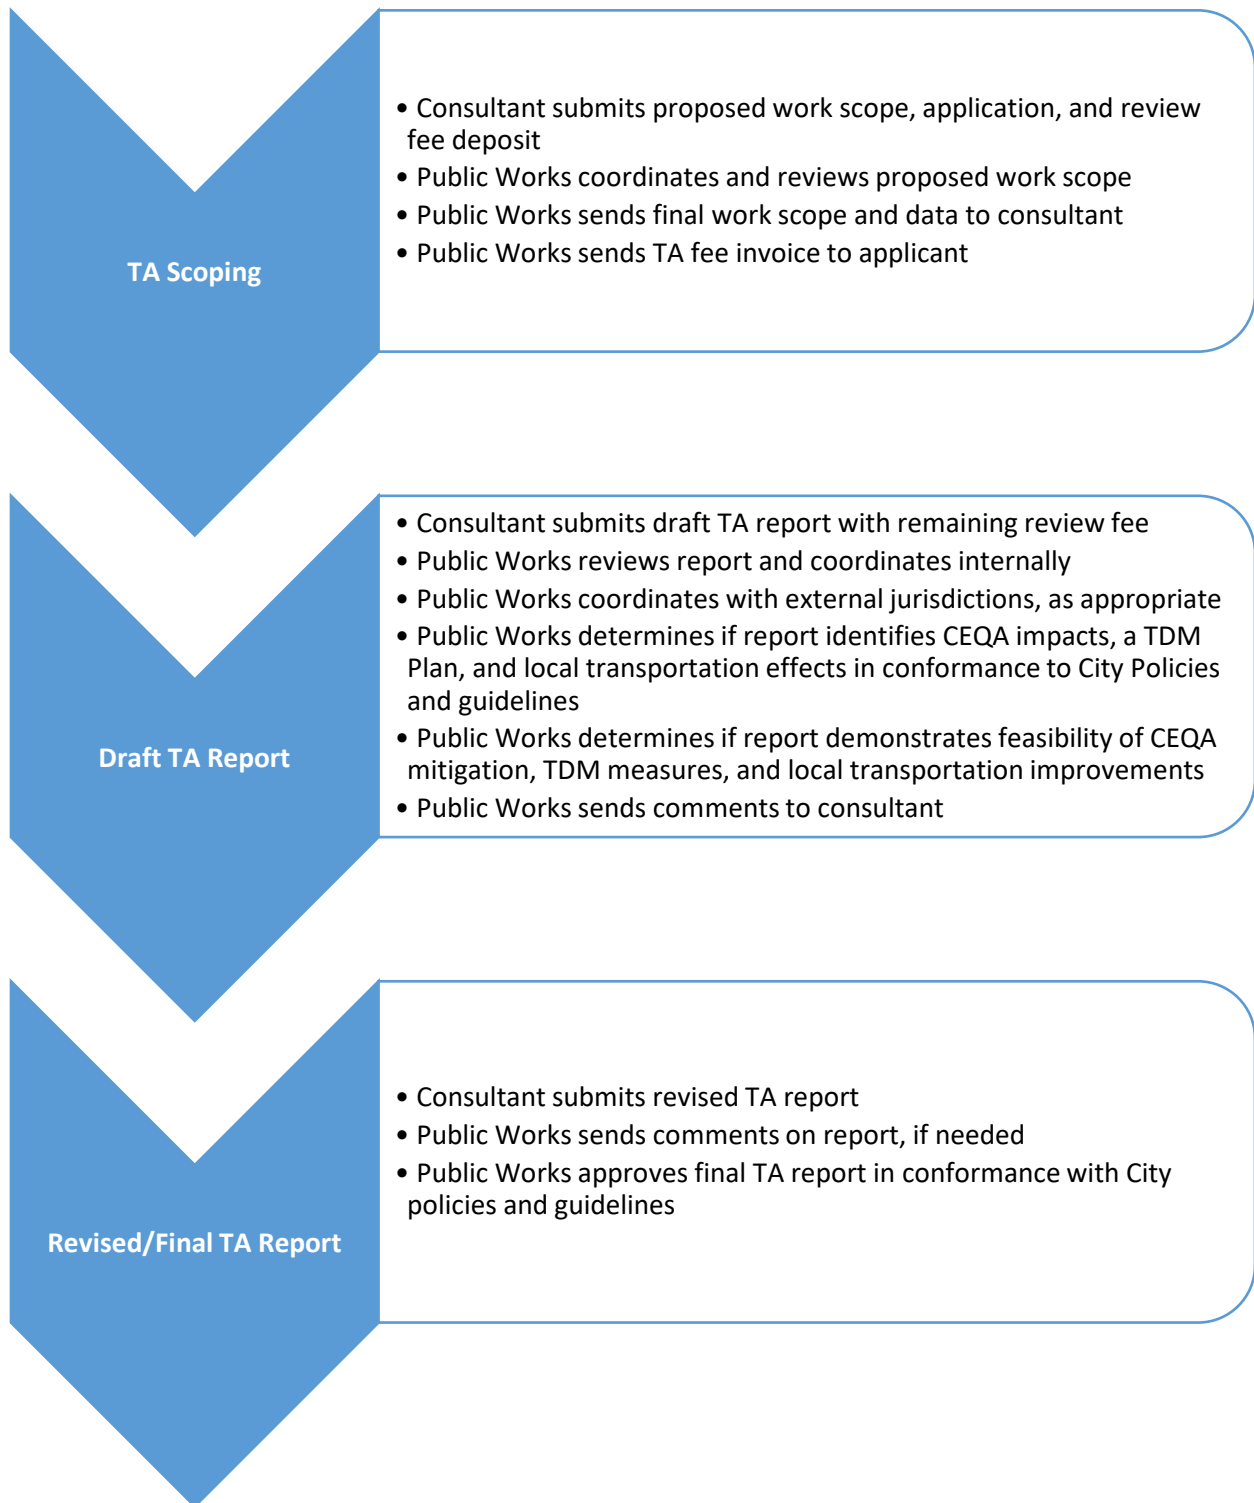 TA Scoping
• Consultant submits proposed work scope, application, and review
fee deposit
• Public Works coordinates and reviews proposed work scope
• Public Works sends final work scope and data to consultant
• Public Works sends TA fee invoice to applicant
Draft TA Report
• Consultant submits draft TA report with remaining review fee
• Public Works reviews report and coordinates internally
• Public Works coordinates with external jurisdictions, as appropriate
• Public Works determines if report identifies CEQA impacts, a TDM
Plan, and local transportation effects in conformance to City Policies
and guidelines
• Public Works determines if report demonstrates feasibility of CEQA
mitigation, TDM measures, and local transportation improvements
• Public Works sends comments to consultant
Revised/Final TA Report
• Consultant submits revised TA report
• Public Works sends comments on report, if needed
• Public Works approves final TA report in conformance with City
policies and guidelines